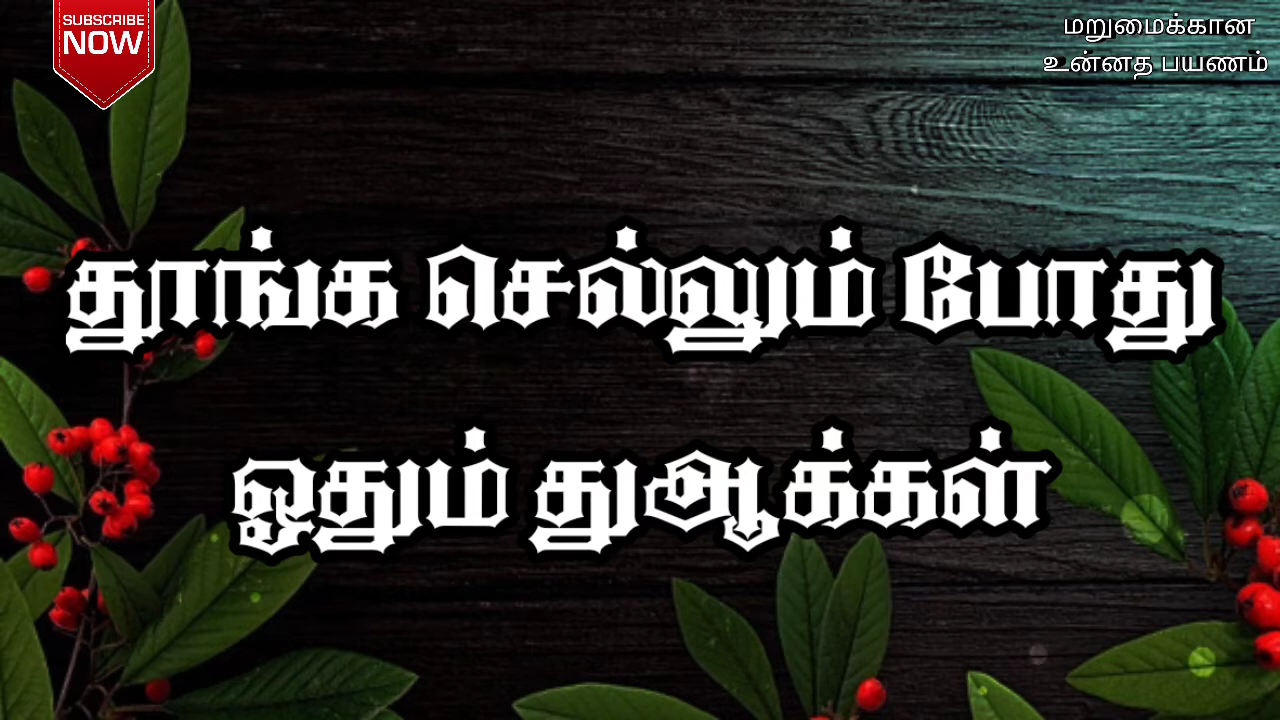 SUBSCRIBE
NOW
மறுமைக்கான
உன்னத பயணம்
தூங்க செல்லும் போது
ஓதும் துஆக்கள்